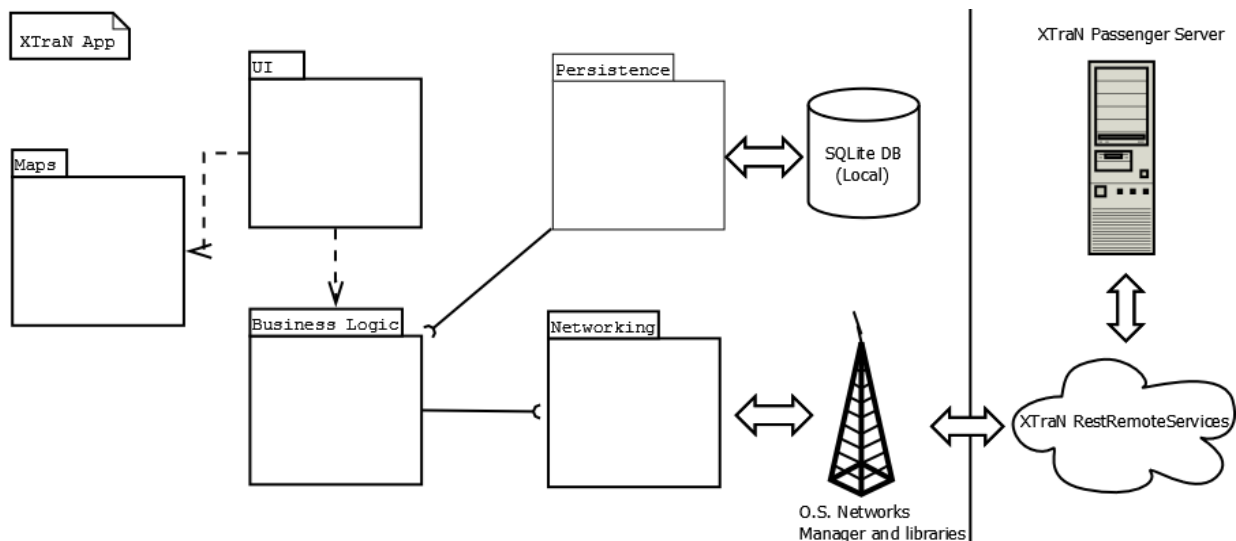 XTraN App
UI
Persistence
XTraN Passenger Server
Maps
SQLite DB
(Local)
Business Logic
Networking
XTraN RestRemoteServices
O.S. Networks
Manager and libraries